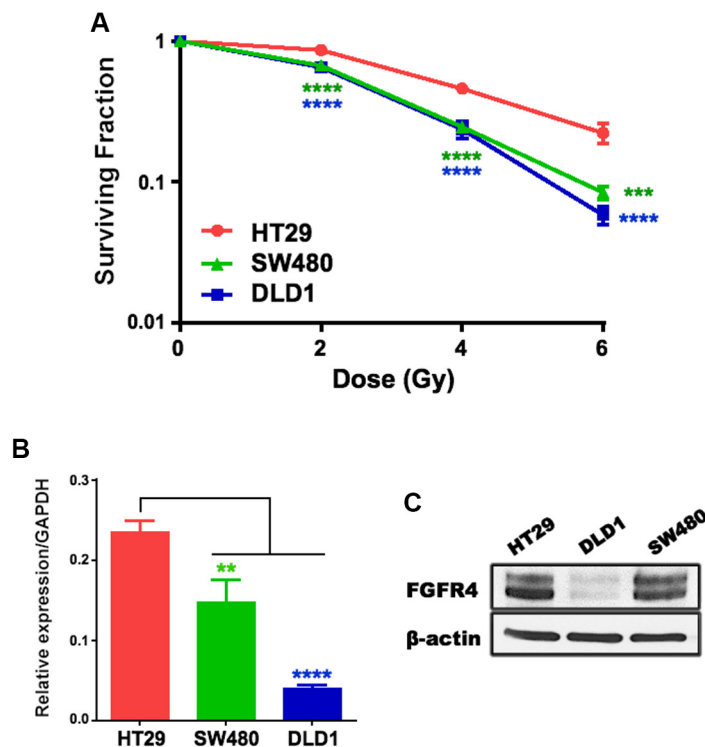 A
Surviving Fraction
1
0.1
0.01
****
****
****
****
***
****
HT29
SW480
DLD1
0 2 4 6
Dose (Gy)
B
Relative expression/GAPDH
0.3
0.2
0.1
0.0
**
****
HT29 SW480 DLD1
C
HT29 DLD1 SW480
FGFR4
β-actin